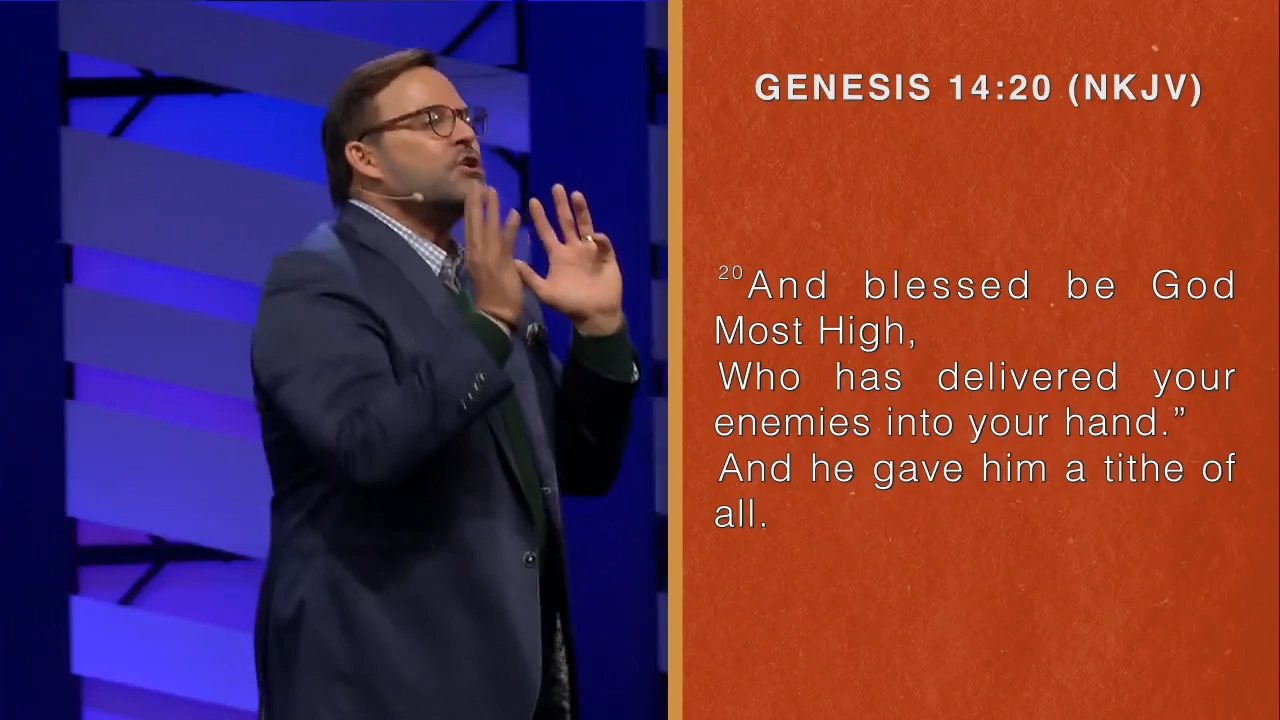 GENESIS 14:20 (NKJV)
20And blessed be God
Most High,
Who has delivered your
enemies into your hand.”
And he gave him a tithe of
all.